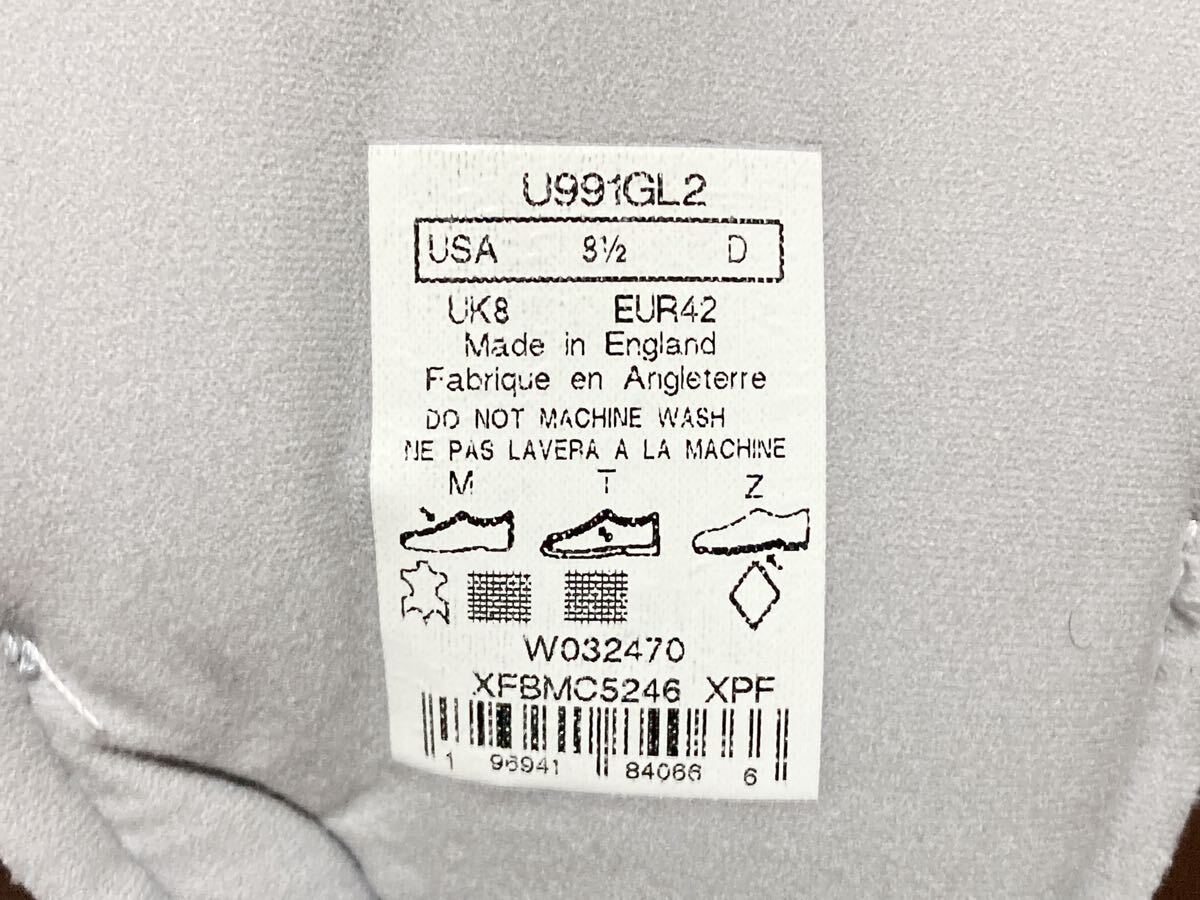 U991GL2
USA 8½ D
UK8 EUR42
Made in England
Fabrique en Angleterre
DO NOT MACHINE WASH
NE PAS LAVERA A LA MACHINE
M T Z
W032470
XFBMC5246 XPF
1 96941 84066 6